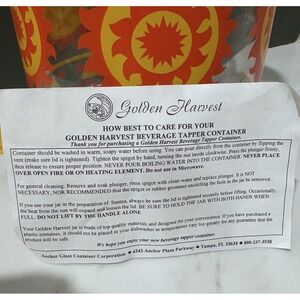 Golden Harvest
HOW BEST TO CARE FOR YOUR
GOLDEN HARVEST BEVERAGE TAPPER CONTAINER
Thank you for purchasing a Golden Harvest Beverage Tapper Container.
Container should be washed in warm, soapy water before using. You can pour directly from the container by flipping the
vent (make sure lid is tightened). Tighten the spigot by hand, turning the nut inside clockwise. Press the plunger firmly,
then release to ensure proper position. NEVER POUR BOILING WATER INTO THE CONTAINER. NEVER PLACE
OVER OPEN FIRE OR ON HEATING ELEMENT. Do not use in Microwave.
For general cleaning: Remove and soak plunger, rinse spigot with clean water and replace plunger. It is NOT
NECESSARY, NOR RECOMMENDED that the spigot or rubber grommet encircling the hole in the jar be removed.
If you use your jar in the preparation of Suntea, always be sure the lid is tightened securely before lifting. Occasionally,
the heat from the sun will expand and loosen the lid. BE SURE TO HOLD THE JAR WITH BOTH HANDS WHEN
FULL. DO NOT LIFT BY THE HANDLE ALONE.
Your Golden Harvest jar is made of top quality materials and designed for your convenience. If you have purchased a
plastic container, it should not be placed in your dishwasher as temperatures vary too greatly for any guarantee that the
product will be safe.
We hope you enjoy your new beverage tapper container.
Anchor Glass Container Corporation • 4343 Anchor Plaza Parkway • Tampa, FL 33634 • 800-237-3538